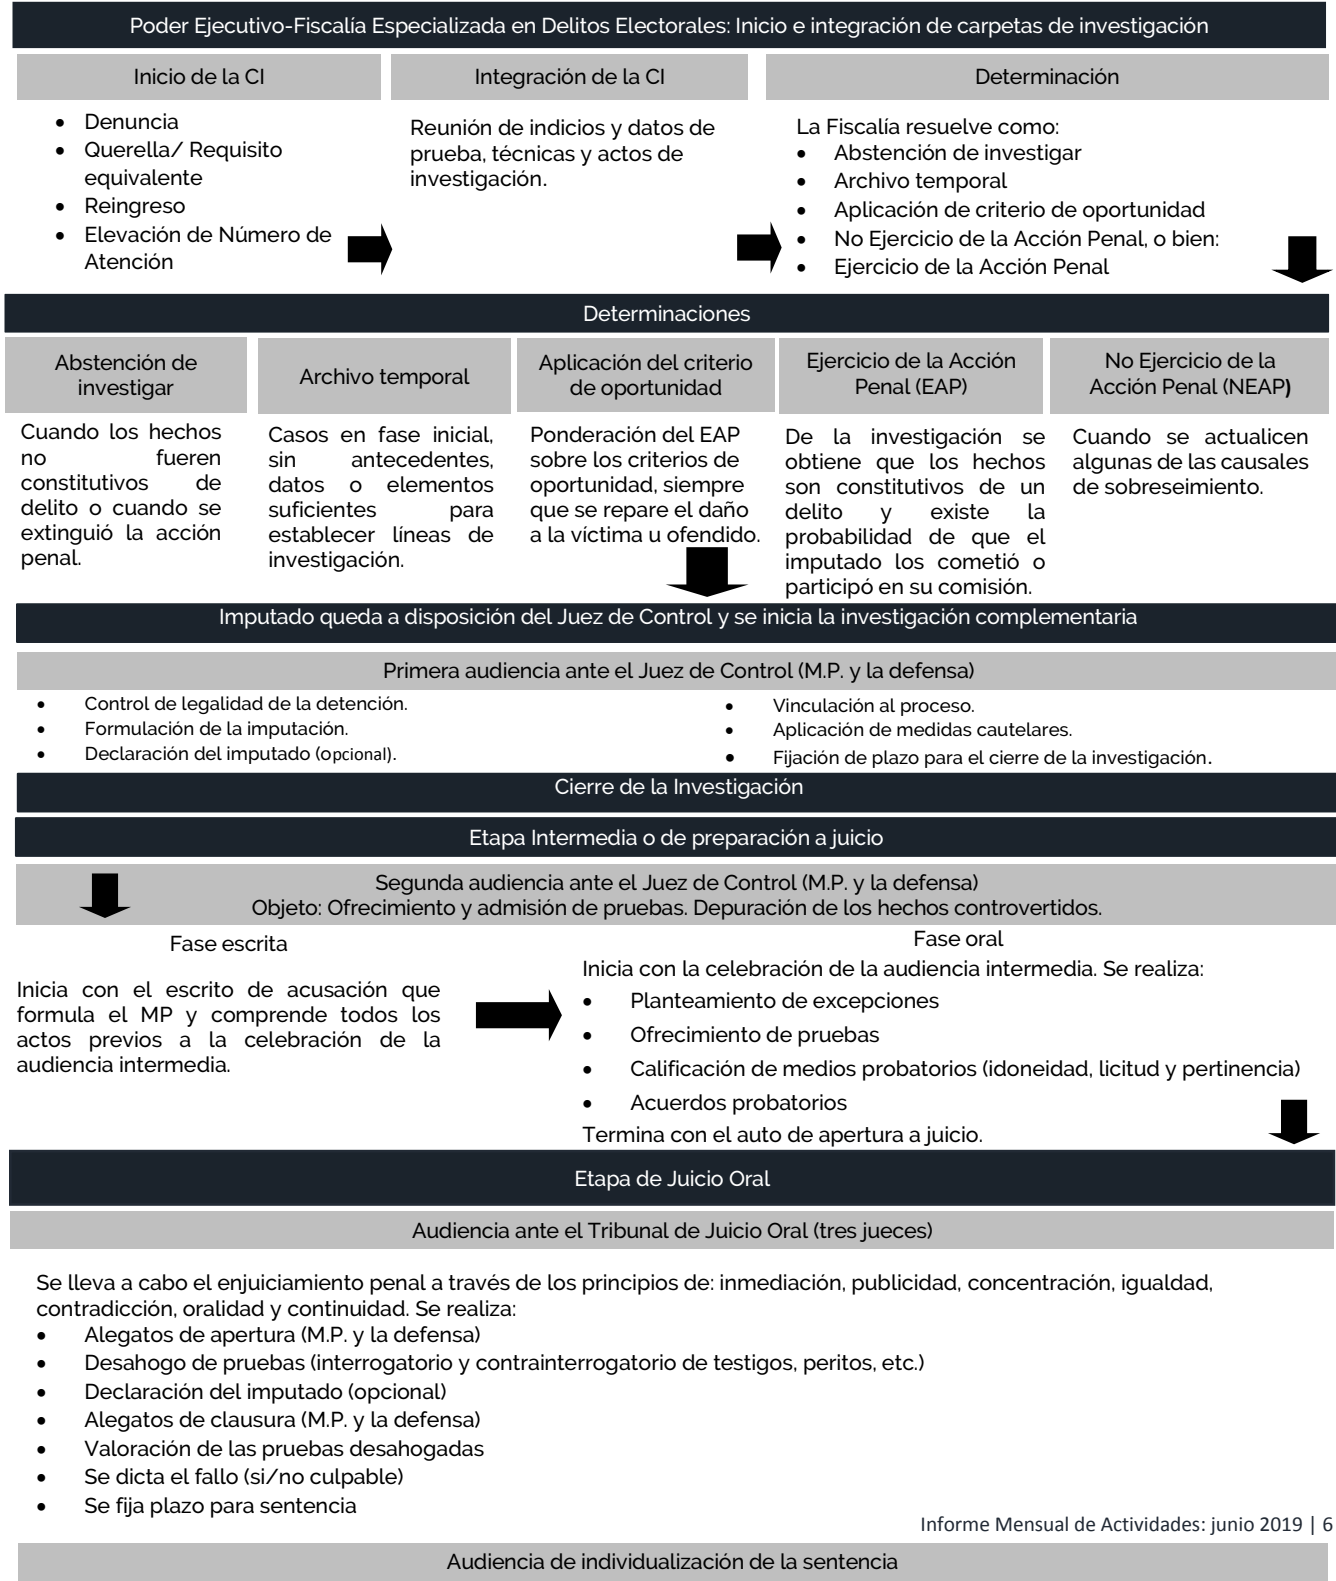 Poder Ejecutivo-Fiscalía Especializada en Delitos Electorales: Inicio e integración de carpetas de investigación
Inicio de la CI
• Denuncia
• Querella/ Requisito
equivalente
• Reingreso
• Elevación de Número de
Atención
Integración de la CI
Reunión de indicios y datos de
prueba, técnicas y actos de
investigación.
Determinación
La Fiscalía resuelve como:
• Abstención de investigar
• Archivo temporal
• Aplicación de criterio de oportunidad
• No Ejercicio de la Acción Penal, o bien:
• Ejercicio de la Acción Penal
Determinaciones
Abstención de
investigar
Cuando los hechos
no fueren
constitutivos de
delito o cuando se
extinguió la acción
penal.
Archivo temporal
Casos en fase inicial,
sin antecedentes,
datos o elementos
suficientes para
establecer líneas de
investigación.
Aplicación del criterio
de oportunidad
Ponderación del EAP
sobre los criterios de
oportunidad, siempre
que se repare el daño
a la víctima u ofendido.
Ejercicio de la Acción
Penal (EAP)
De la investigación se
obtiene que los hechos
son constitutivos de un
delito y existe la
probabilidad de que el
imputado los cometió o
participó en su comisión.
No Ejercicio de la
Acción Penal (NEAP)
Cuando se actualicen
algunas de las causales
de sobreseimiento.
Imputado queda a disposición del Juez de Control y se inicia la investigación complementaria
Primera audiencia ante el Juez de Control (M.P. y la defensa)
• Control de legalidad de la detención.
• Formulación de la imputación.
• Declaración del imputado (opcional).
• Vinculación al proceso.
• Aplicación de medidas cautelares.
• Fijación de plazo para el cierre de la investigación.
Cierre de la Investigación
Etapa Intermedia o de preparación a juicio
Segunda audiencia ante el Juez de Control (M.P. y la defensa)
Objeto: Ofrecimiento y admisión de pruebas. Depuración de los hechos controvertidos.
Fase escrita
Inicia con el escrito de acusación que
formula el MP y comprende todos los
actos previos a la celebración de la
audiencia intermedia.
Fase oral
Inicia con la celebración de la audiencia intermedia. Se realiza:
• Planteamiento de excepciones
• Ofrecimiento de pruebas
• Calificación de medios probatorios (idoneidad, licitud y pertinencia)
• Acuerdos probatorios
Termina con el auto de apertura a juicio.
Etapa de Juicio Oral
Audiencia ante el Tribunal de Juicio Oral (tres jueces)
Se lleva a cabo el enjuiciamiento penal a través de los principios de: inmediación, publicidad, concentración, igualdad,
contradicción, oralidad y continuidad. Se realiza:
• Alegatos de apertura (M.P. y la defensa)
• Desahogo de pruebas (interrogatorio y contrainterrogatorio de testigos, peritos, etc.)
• Declaración del imputado (opcional)
• Alegatos de clausura (M.P. y la defensa)
• Valoración de las pruebas desahogadas
• Se dicta el fallo (si/no culpable)
• Se fija plazo para sentencia
Informe Mensual de Actividades: junio 2019 | 6
Audiencia de individualización de la sentencia